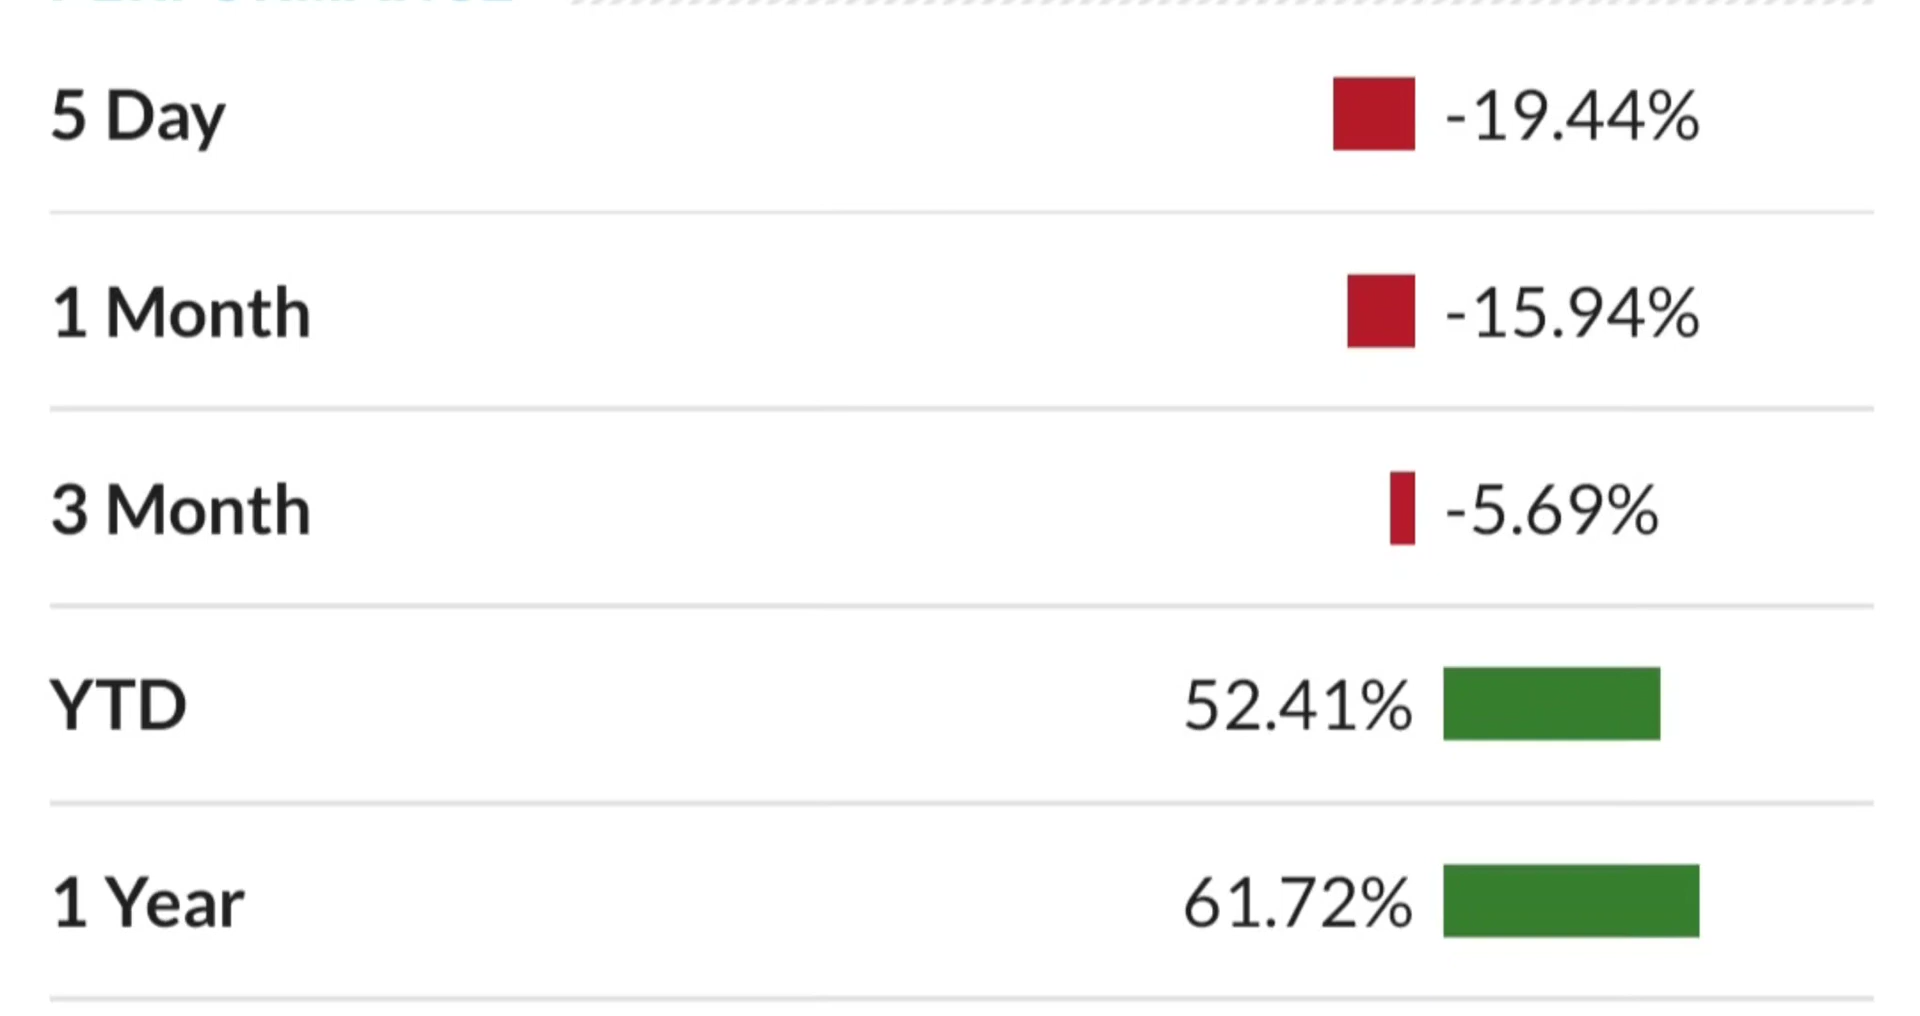 5 Day -19.44%
1 Month -15.94%
3 Month -5.69%
YTD 52.41%
1 Year 61.72%